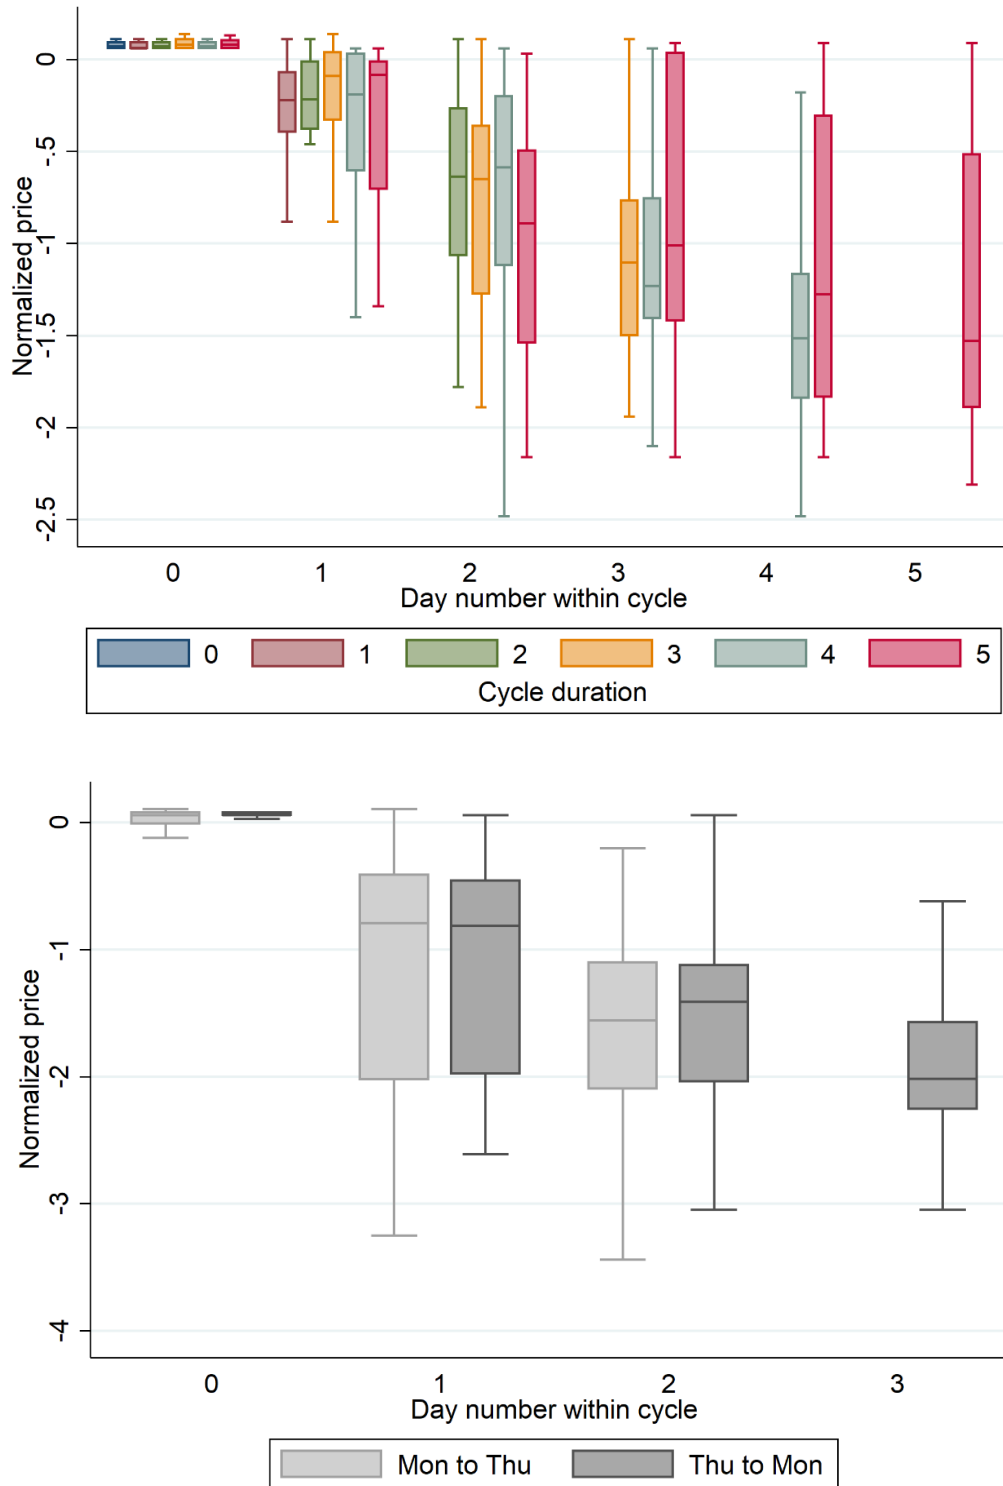 Normalized price
0
-.5
-1
-1.5
-2
-2.5
0 1 2 3 4 5
Day number within cycle
0 1 2 3 4 5
Cycle duration
Normalized price
0
-1
-2
-3
-4
0 1 2 3
Day number within cycle
Mon to Thu Thu to Mon